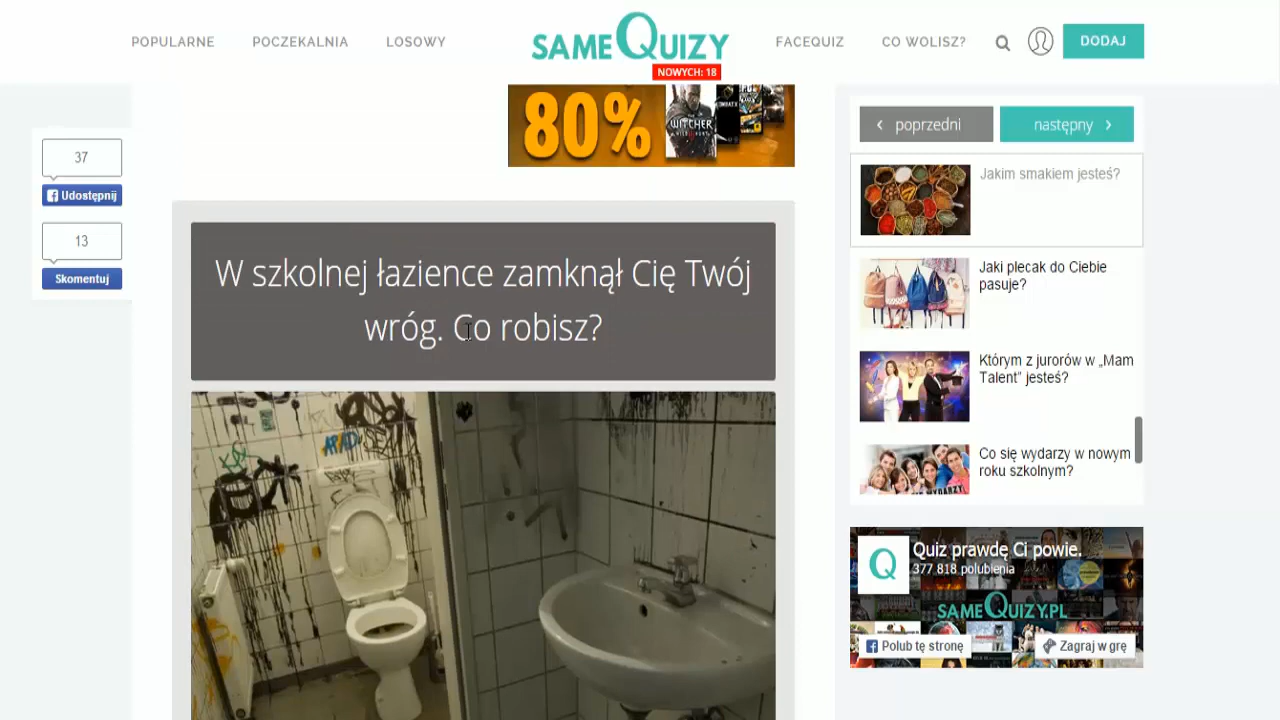 POPULARNE
POCZEKALNIA
LOSOWY
SAMEQUIZY
NOWYCH: 18
FACEQUIZ
CO WOLISZ?
DODAJ
37
Udostępnij
13
Skomentuj
80%
WITCHER
poprzedni
następny
Jakim smakiem jesteś?
Jaki plecak do Ciebie
pasuje?
Którym z jurorów w „Mam
Talent” jesteś?
Co się wydarzy w nowym
roku szkolnym?
W szkolnej łazience zamknął Cię Twój
wróg. Co robisz?
Q
Quiz prawdę Ci powie.
377 818 polubienia
SAMEQUIZY.PL
Polub tę stronę
Zagraj w grę